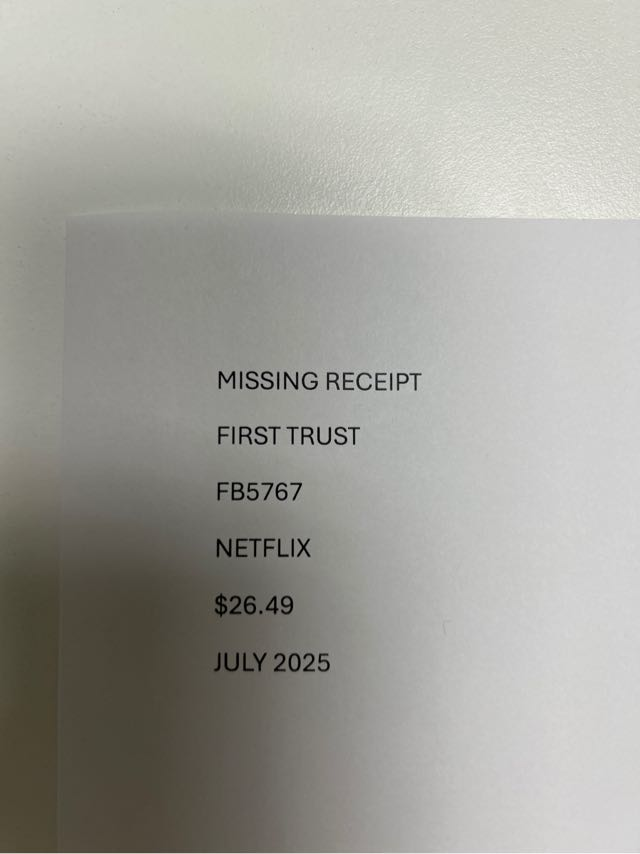 MISSING RECEIPT
FIRST TRUST
FB5767
NETFLIX
$26.49
JULY 2025